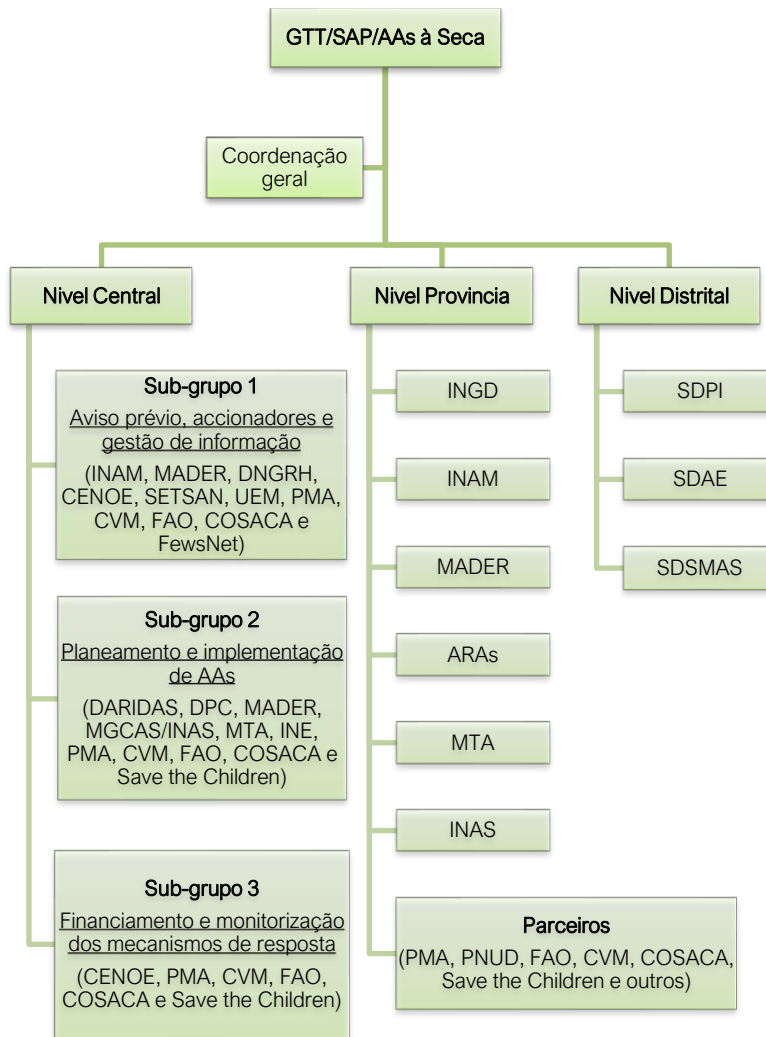 GTT/SAP/AAs à Seca
Coordenação
geral
Nivel Central
Sub-grupo 1
Aviso prévio, accionadores e
gestão de informação
(INAM, MADER, DNGRH,
CENOE, SETSAN, UEM, PMA,
CVM, FAO, COSACA e
FewsNet)
Sub-grupo 2
Planeamento e implementação
de AAs
(DARIDAS, DPC, MADER,
MGCAS/INAS, MTA, INE,
PMA, CVM, FAO, COSACA e
Save the Children)
Sub-grupo 3
Financiamento e monitorização
dos mecanismos de resposta
(CENOE, PMA, CVM, FAO,
COSACA e Save the Children)
Nivel Provincia
INGD
INAM
MADER
ARAs
MTA
INAS
Parceiros
(PMA, PNUD, FAO, CVM, COSACA,
Save the Children e outros)
Nivel Distrital
SDPI
SDAE
SDSMAS